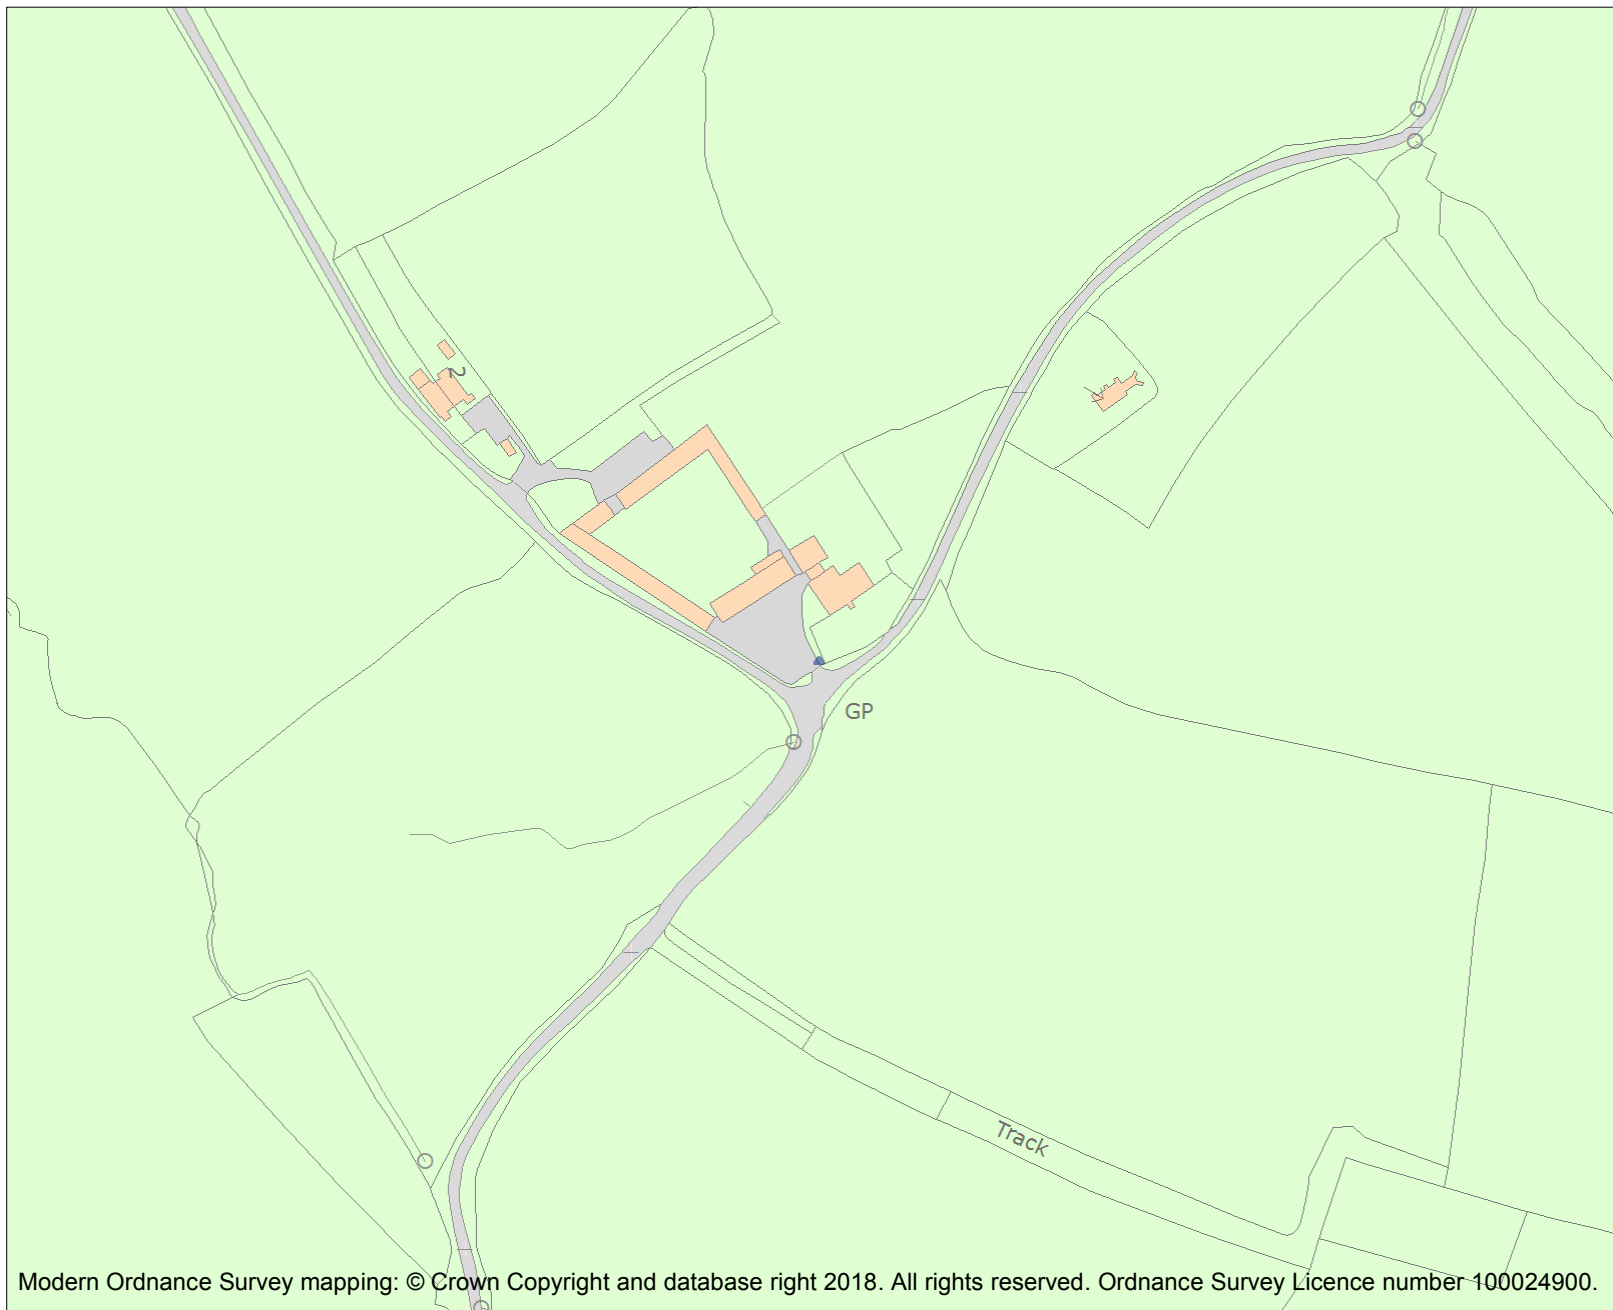 2
GP
Track
Modern Ordnance Survey mapping: © Crown Copyright and database right 2018. All rights reserved. Ordnance Survey Licence number 100024900.